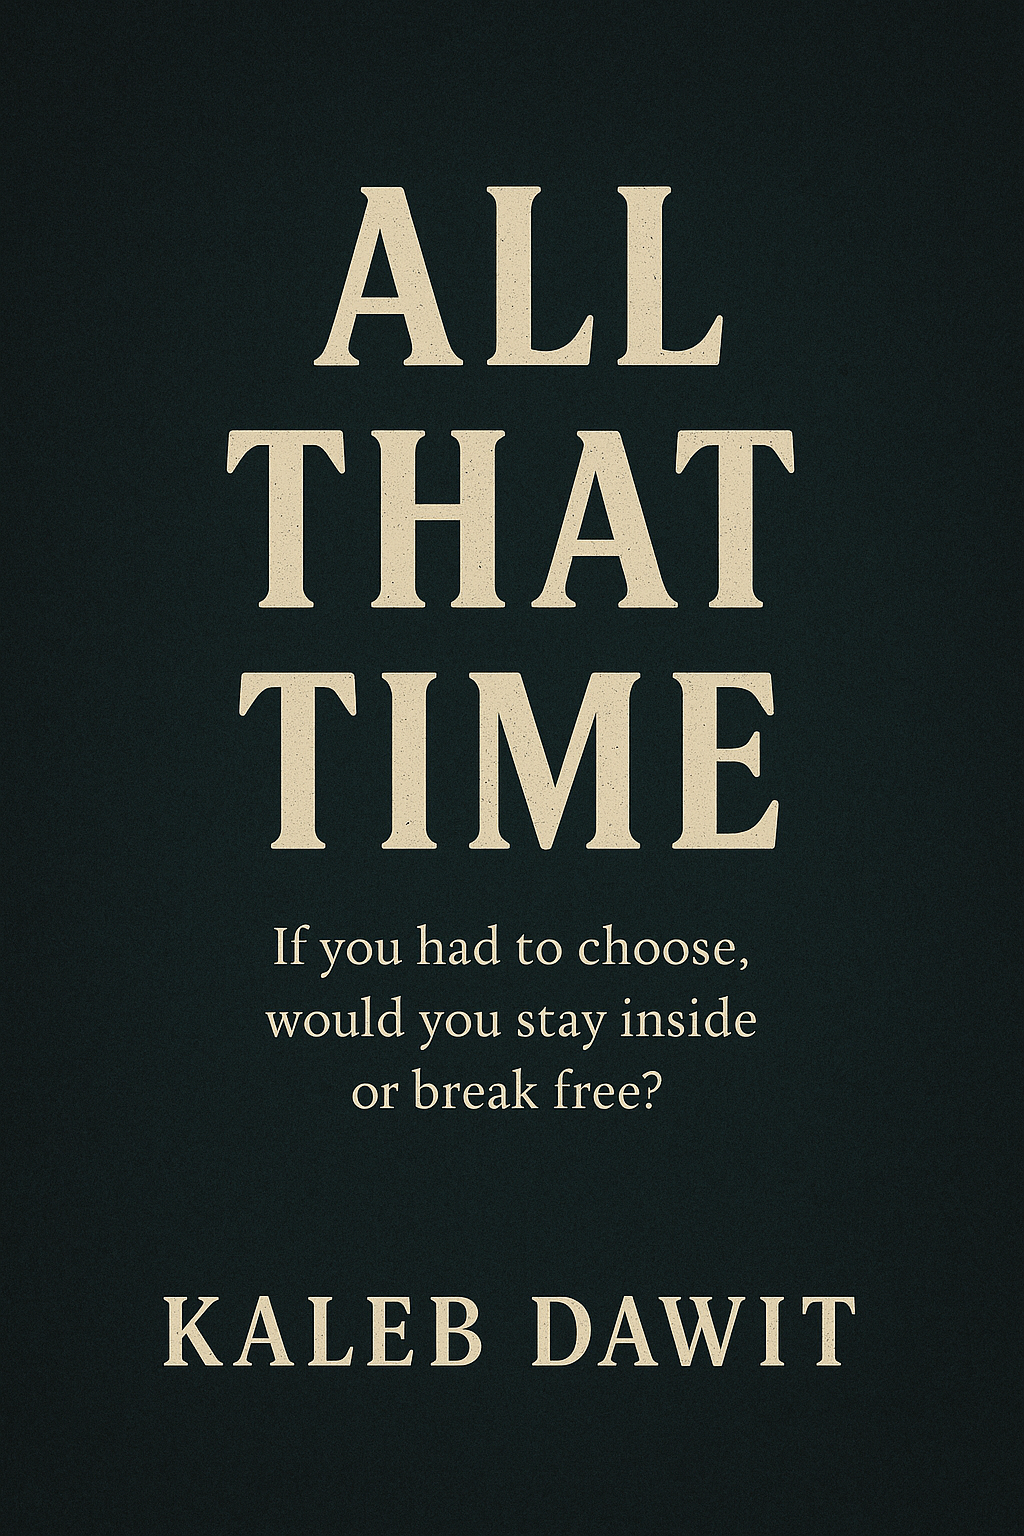 ALL
THAT
TIME
If you had to choose,
would you stay inside
or break free?
KALEB DAWIT